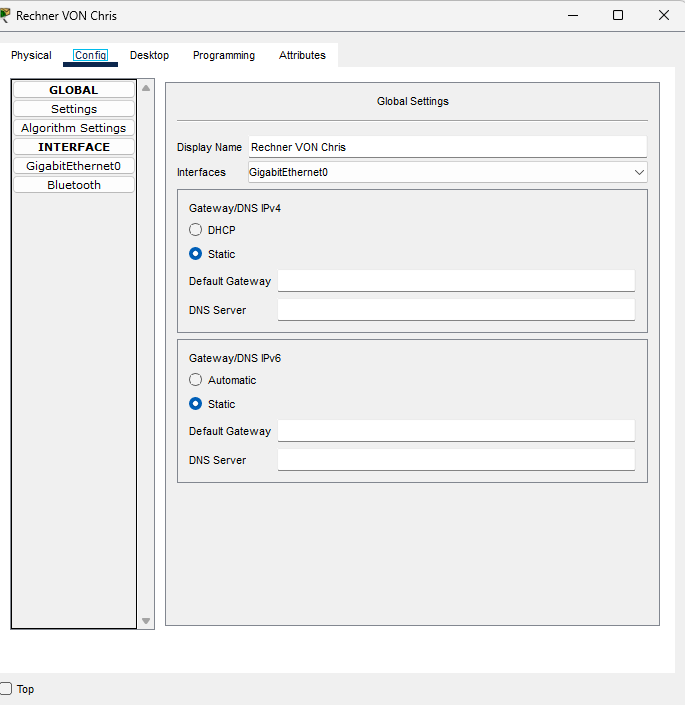 Rechner VON Chris
Physical Config Desktop Programming Attributes
GLOBAL
Settings
Algorithm Settings
INTERFACE
GigabitEthernet0
Bluetooth
Global Settings
Display Name Rechner VON Chris
Interfaces GigabitEthernet0
Gateway/DNS IPv4
DHCP
Static
Default Gateway
DNS Server
Gateway/DNS IPv6
Automatic
Static
Default Gateway
DNS Server
Top